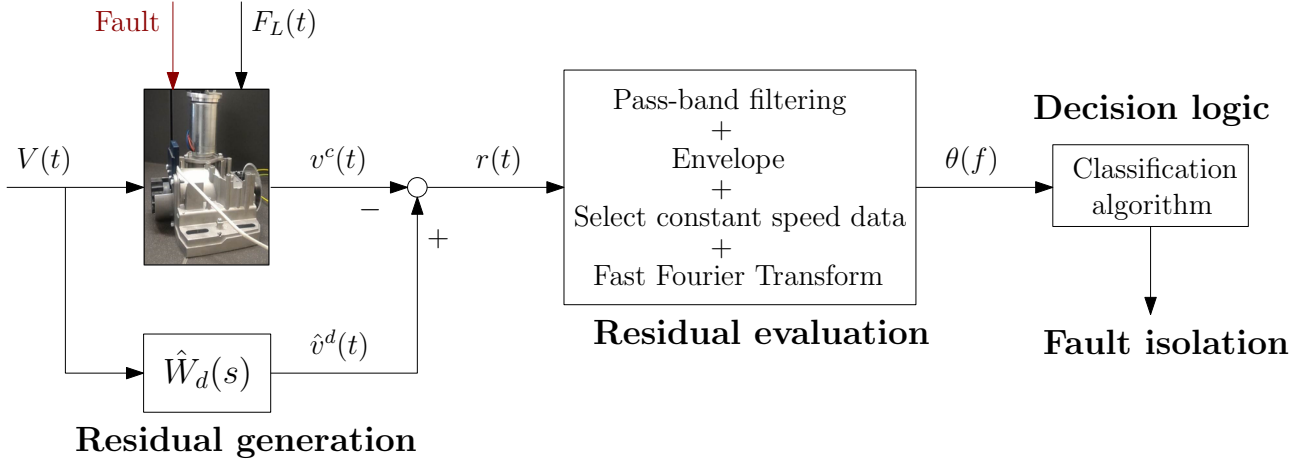 Fault
F_L(t)
V(t)
v^c(t)
−
+
r(t)
Pass-band filtering
+
Envelope
+
Select constant speed data
+
Fast Fourier Transform
Residual evaluation
θ(f)
Decision logic
Classification
algorithm
Fault isolation
Ŵ_d(s)
v̂^d(t)
Residual generation